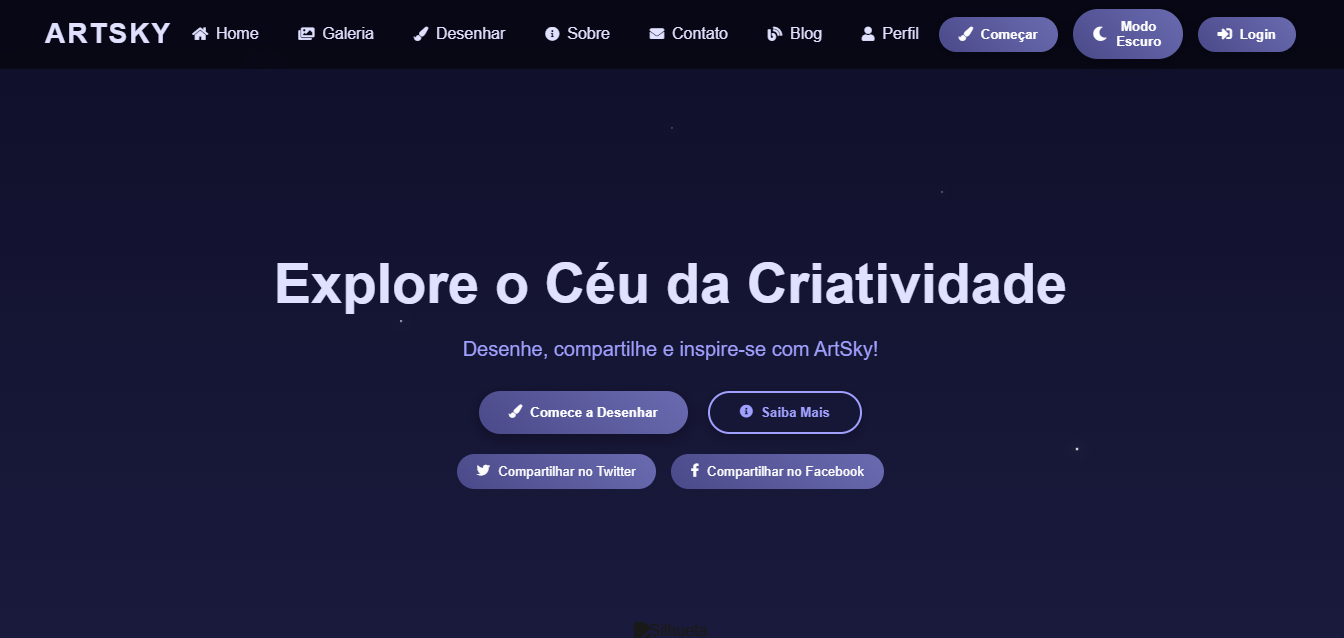 ARTSKY Home Galeria Desenhar Sobre Contato Blog Perfil Começar Modo Escuro Login
Explore o Céu da Criatividade
Desenhe, compartilhe e inspire-se com ArtSky!
Comece a Desenhar Saiba Mais
Compartilhar no Twitter Compartilhar no Facebook